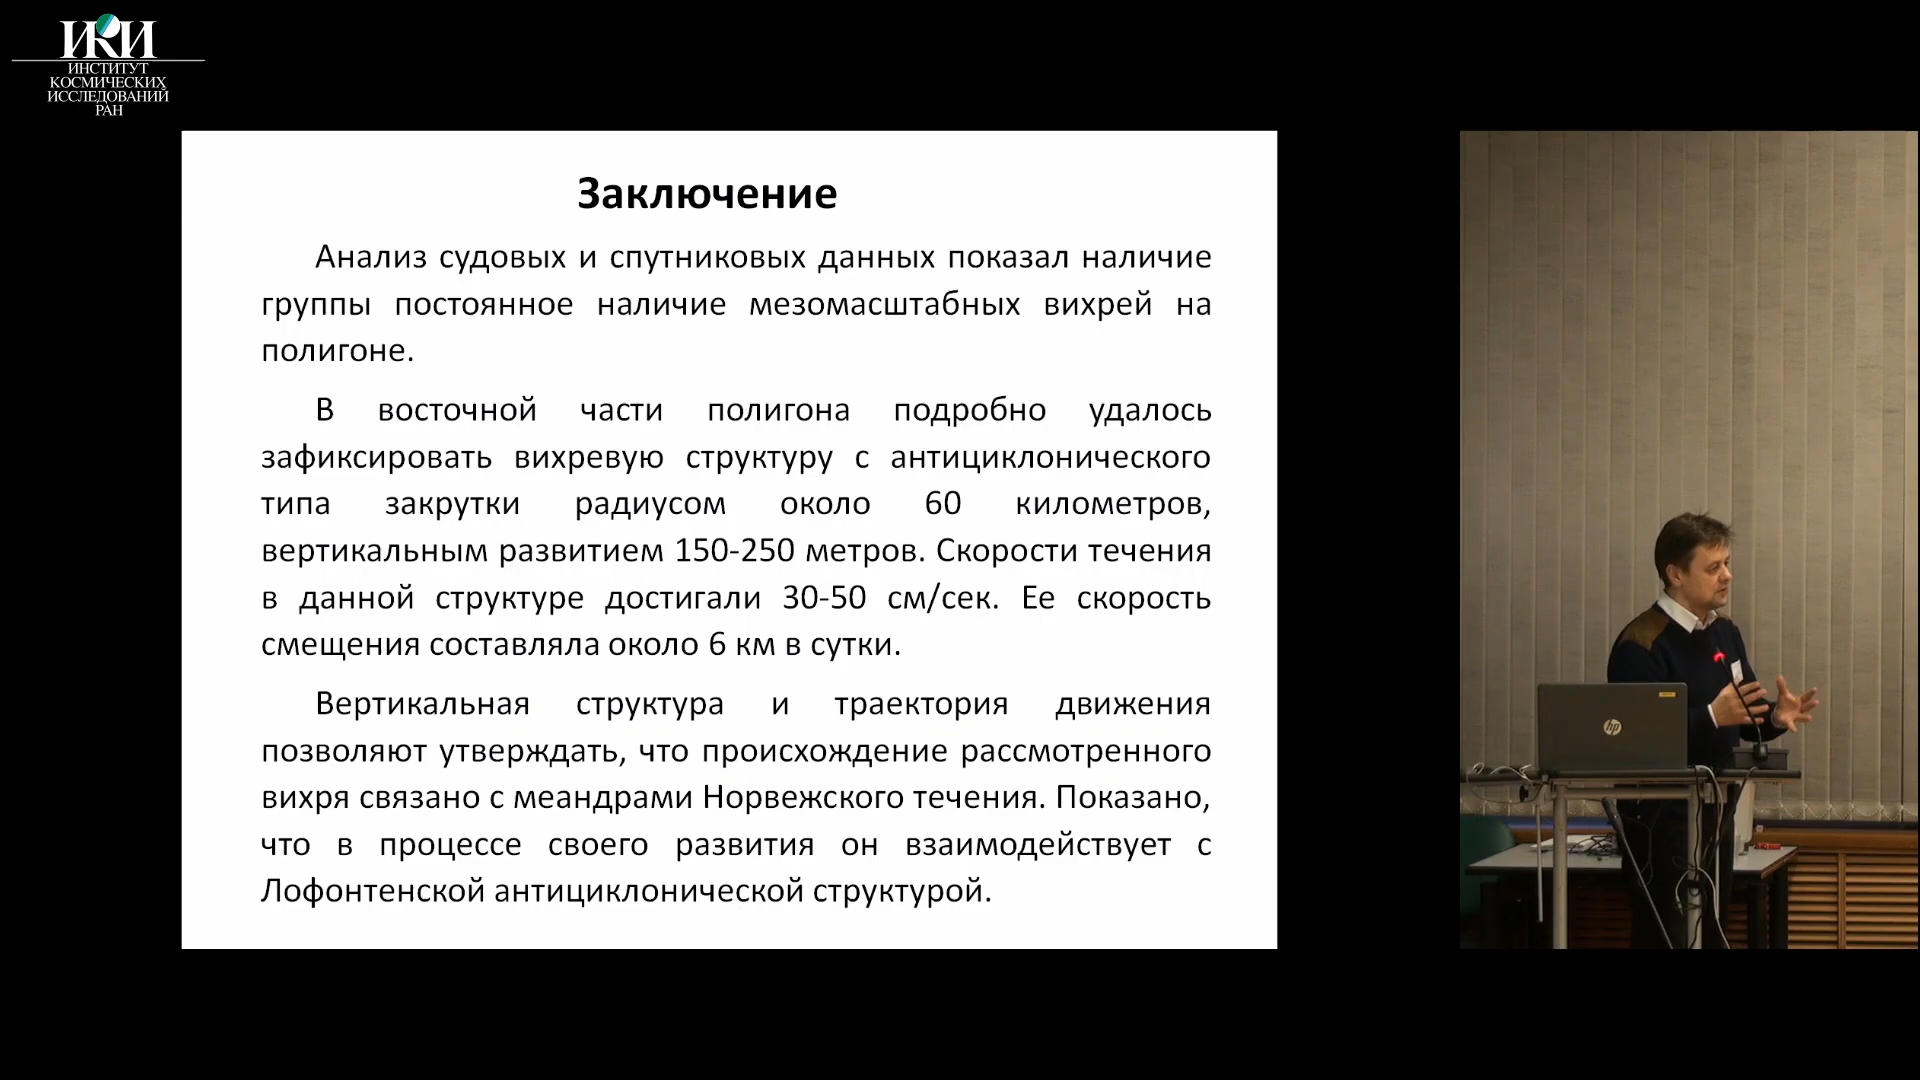 ИКИ
ИНСТИТУТ
КОСМИЧЕСКИХ
ИССЛЕДОВАНИЙ
РАН
Заключение
Анализ судовых и спутниковых данных показал наличие
группы постоянное наличие мезомасштабных вихрей на
полигоне.
В восточной части полигона подробно удалось
зафиксировать вихревую структуру с антициклонического
типа закрутки радиусом около 60 километров,
вертикальным развитием 150-250 метров. Скорости течения
в данной структуре достигали 30-50 см/сек. Ее скорость
смещения составляла около 6 км в сутки.
Вертикальная структура и траектория движения
позволяют утверждать, что происхождение рассмотренного
вихря связано с меандрами Норвежского течения. Показано,
что в процессе своего развития он взаимодействует с
Лофонтенской антициклонической структурой.
hp